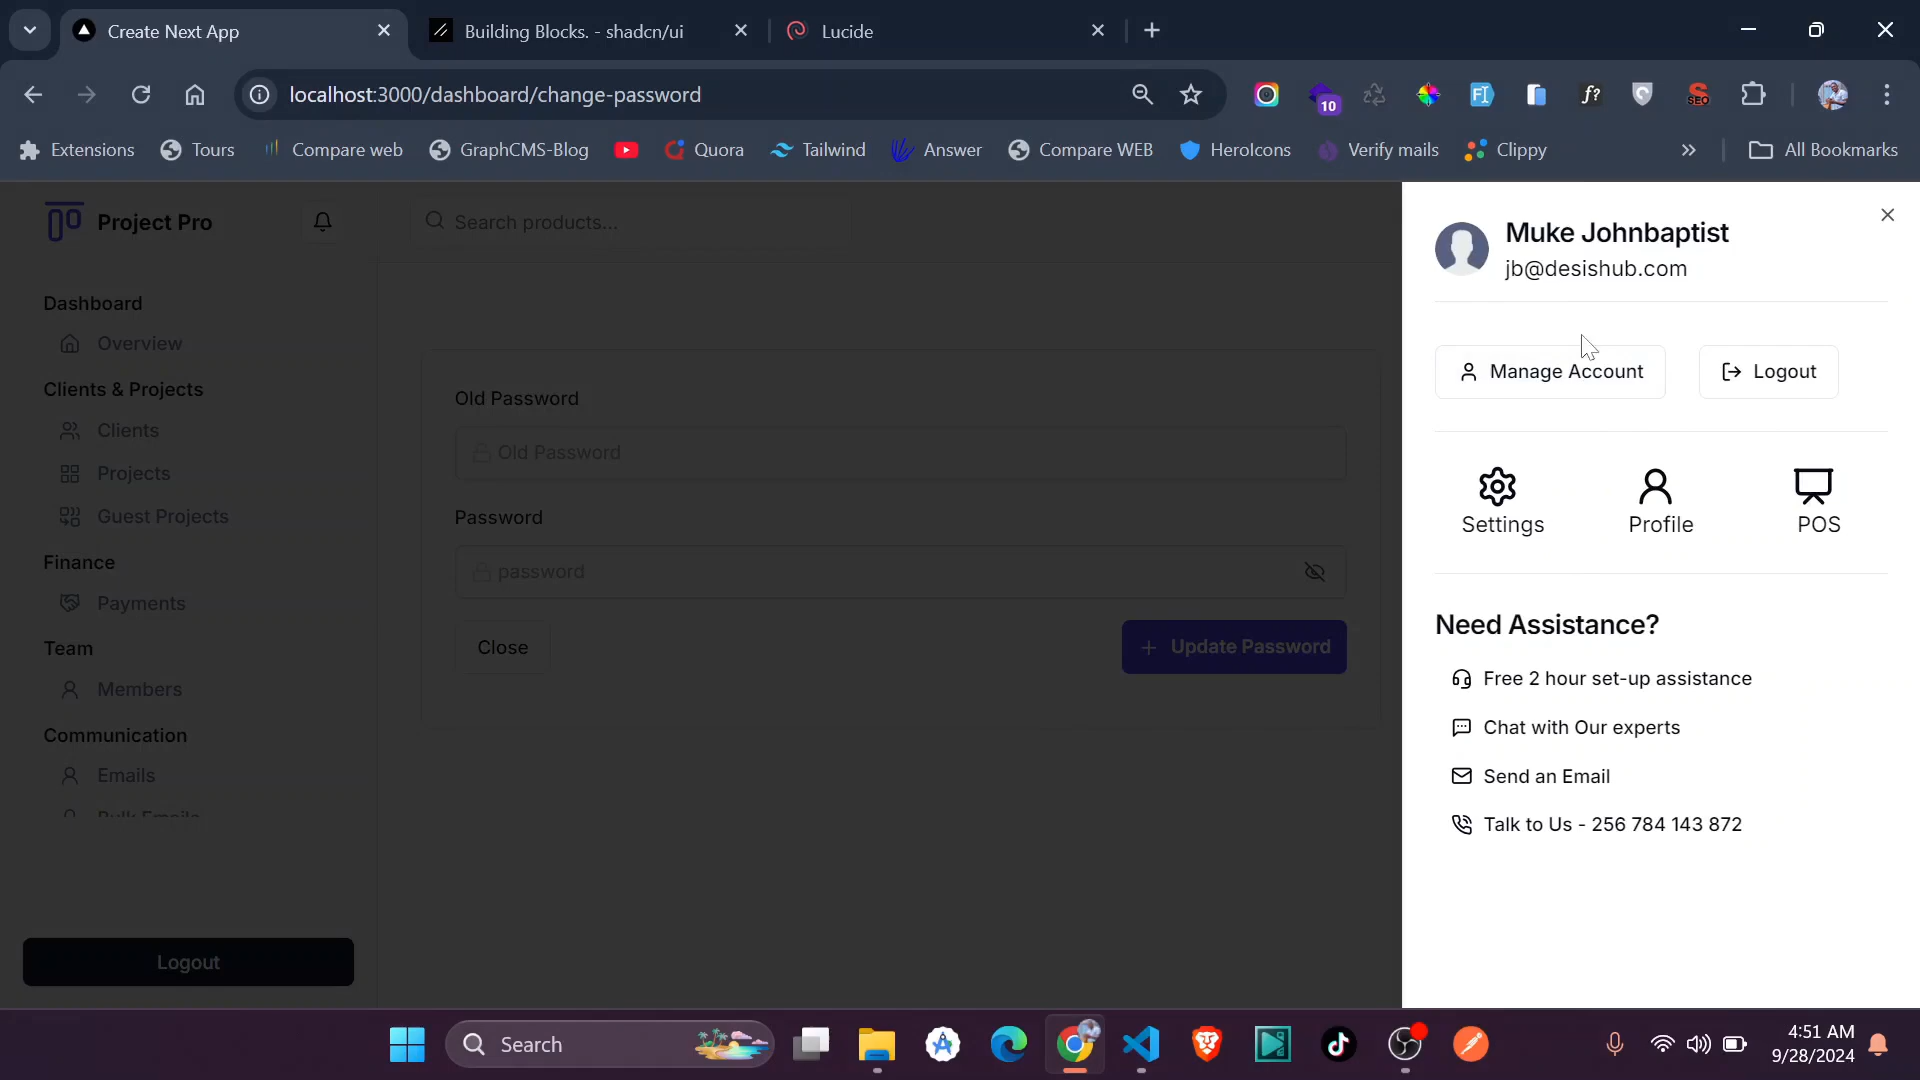 Create Next App
Building Blocks. - shadcn/ui
Lucide
localhost:3000/dashboard/change-password
10
f?
SEO
Extensions
Tours
Compare web
GraphCMS-Blog
Quora
Tailwind
Answer
Compare WEB
HeroIcons
Verify mails
Clippy
All Bookmarks
Project Pro
Search products...
Dashboard
Overview
Clients & Projects
Clients
Projects
Guest Projects
Finance
Payments
Team
Members
Communication
Emails
Bulk Emails
Logout
Old Password
Old Password
Password
password
Close
Update Password
Muke Johnbaptist
jb@desishub.com
Manage Account
Logout
Settings
Profile
POS
Need Assistance?
Free 2 hour set-up assistance
Chat with Our experts
Send an Email
Talk to Us - 256 784 143 872
Search
4:51 AM
9/28/2024